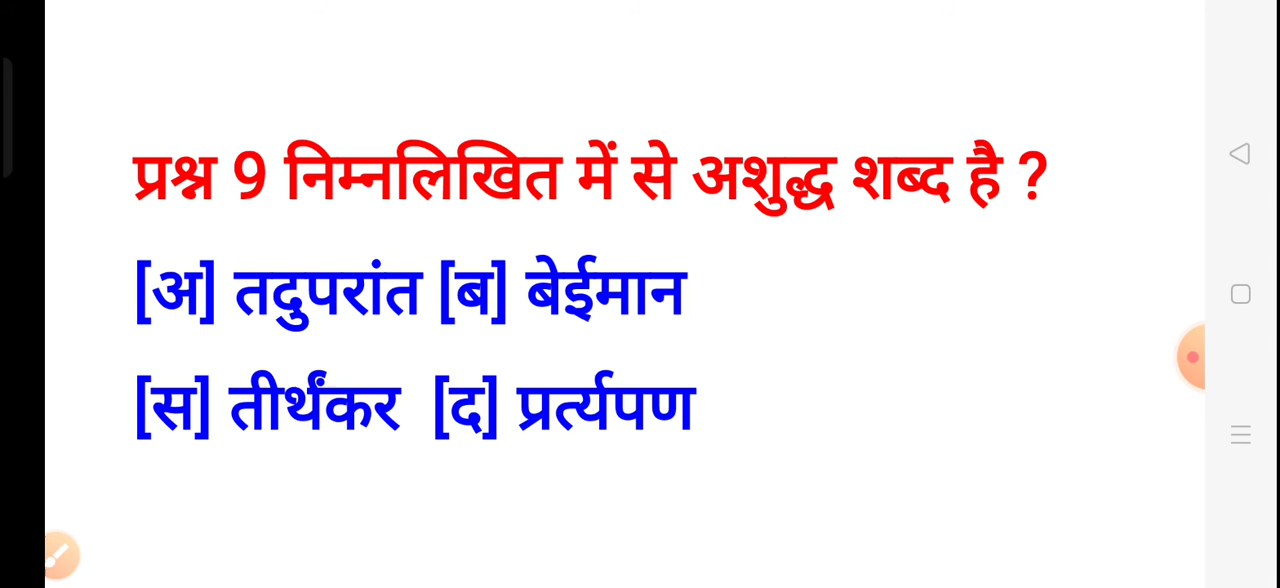 प्रश्न 9 निम्नलिखित में से अशुद्ध शब्द है ?
[अ] तदुपरांत [ब] बेईमान
[स] तीर्थंकर [द] प्रर्त्यपण